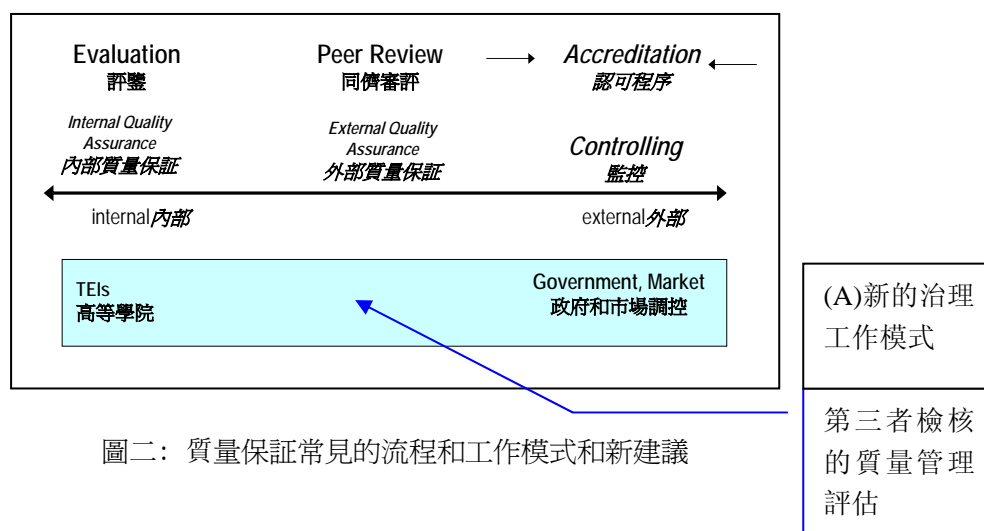 Evaluation
評鑒
Peer Review
同儕審評
Accreditation
認可程序
Internal Quality
Assurance
內部質量保証
External Quality
Assurance
外部質量保証
Controlling
監控
internal內部
external外部
TEIs
高等學院
Government, Market
政府和市場調控
(A)新的治理
工作模式
第三者檢核
的質量管理
評估
圖二：質量保証常見的流程和工作模式和新建議